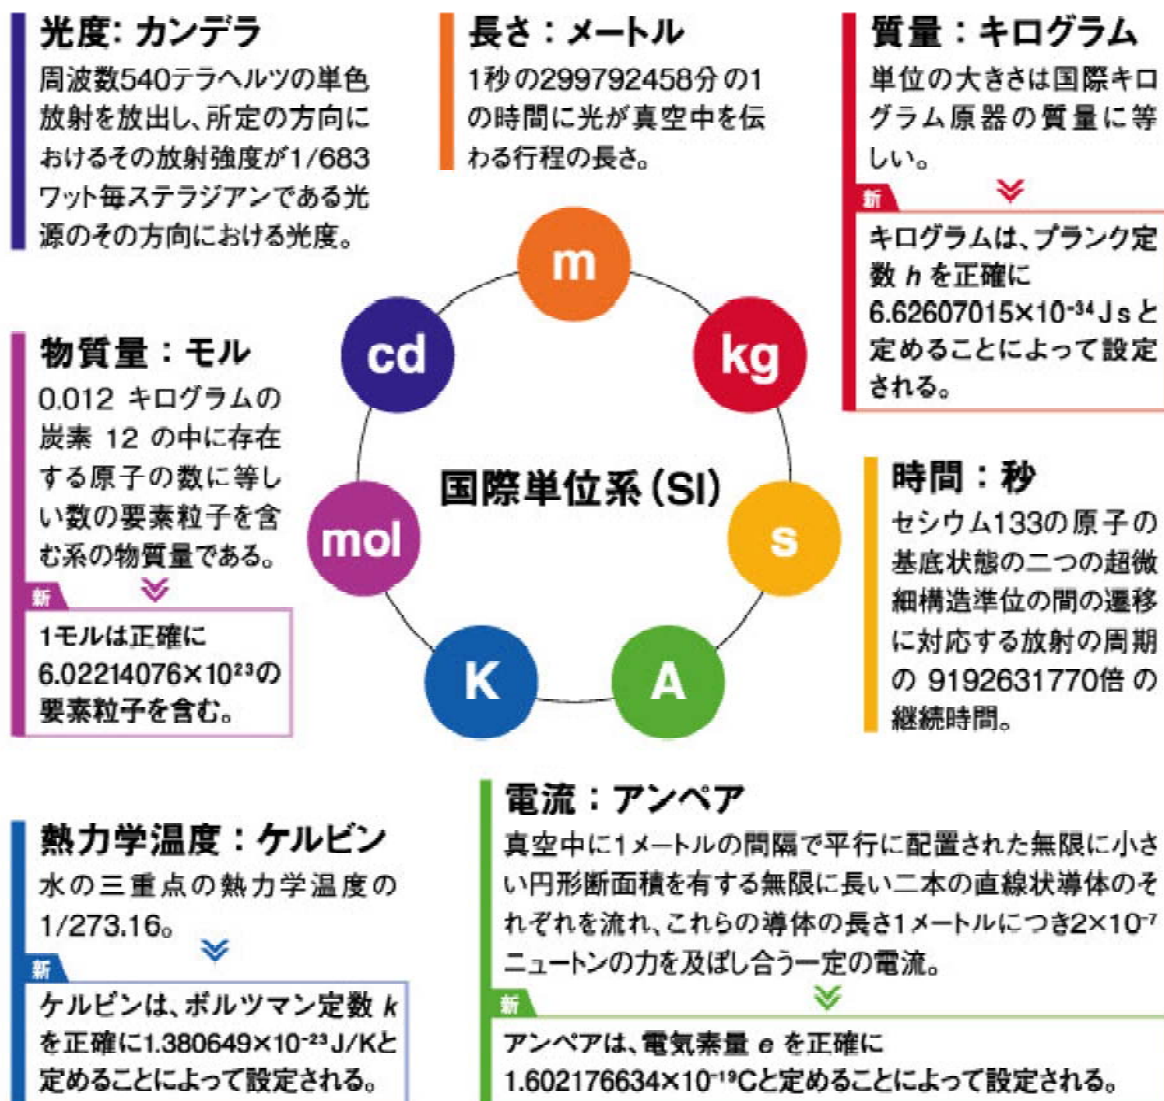 光度: カンデラ
周波数540テラヘルツの単色
放射を放出し、所定の方向に
おけるその放射強度が1/683
ワット毎ステラジアンである光
源のその方向における光度。
長さ：メートル
1秒の299792458分の1
の時間に光が真空中を伝
わる行程の長さ。
質量：キログラム
単位の大きさは国際キロ
グラム原器の質量に等
しい。
新
キログラムは、プランク定
数 h を正確に
6.62607015×10⁻³⁴Jsと
定めることによって設定
される。
m
cd
kg
物質量：モル
0.012 キログラムの
炭素 12 の中に存在
する原子の数に等し
い数の要素粒子を含
む系の物質量である。
新
1モルは正確に
6.02214076×10²³の
要素粒子を含む。
国際単位系（SI）
mol
s
K
A
時間：秒
セシウム133の原子の
基底状態の二つの超微
細構造準位の間の遷移
に対応する放射の周期
の 9192631770倍の
継続時間。
熱力学温度：ケルビン
水の三重点の熱力学温度の
1/273.16。
新
ケルビンは、ボルツマン定数 k
を正確に1.380649×10⁻²³J/Kと
定めることによって設定される。
電流：アンペア
真空中に1メートルの間隔で平行に配置された無限に小さ
い円形断面積を有する無限に長い二本の直線状導体のそ
れぞれを流れ、これらの導体の長さ1メートルにつき2×10⁻⁷
ニュートンの力を及ぼし合う一定の電流。
新
アンペアは、電気素量 e を正確に
1.602176634×10⁻¹⁹Cと定めることによって設定される。